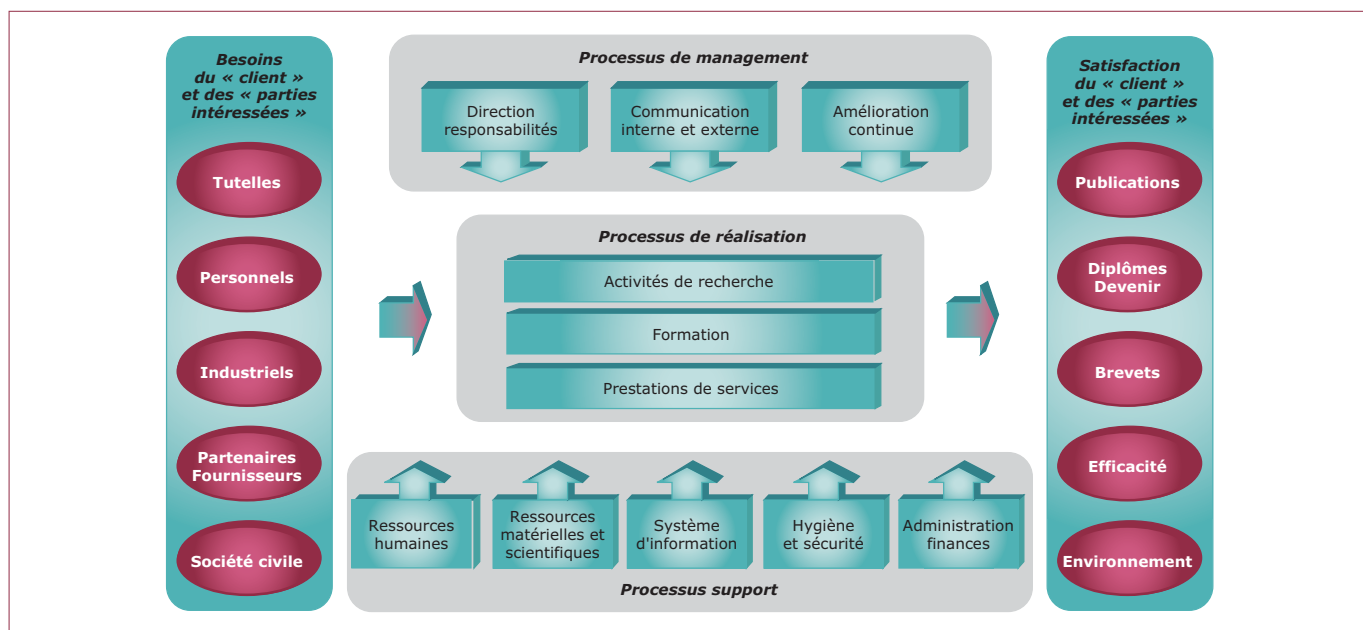 Besoins
du « client »
et des « parties
intéressées »
Tutelles
Personnels
Industriels
Partenaires
Fournisseurs
Société civile
Processus de management
Direction
responsabilités
Communication
interne et externe
Amélioration
continue
Processus de réalisation
Activités de recherche
Formation
Prestations de services
Ressources
humaines
Ressources
matérielles et
scientifiques
Système
d'information
Hygiène
et sécurité
Administration
finances
Processus support
Satisfaction
du « client »
et des « parties
intéressées »
Publications
Diplômes
Devenir
Brevets
Efficacité
Environnement